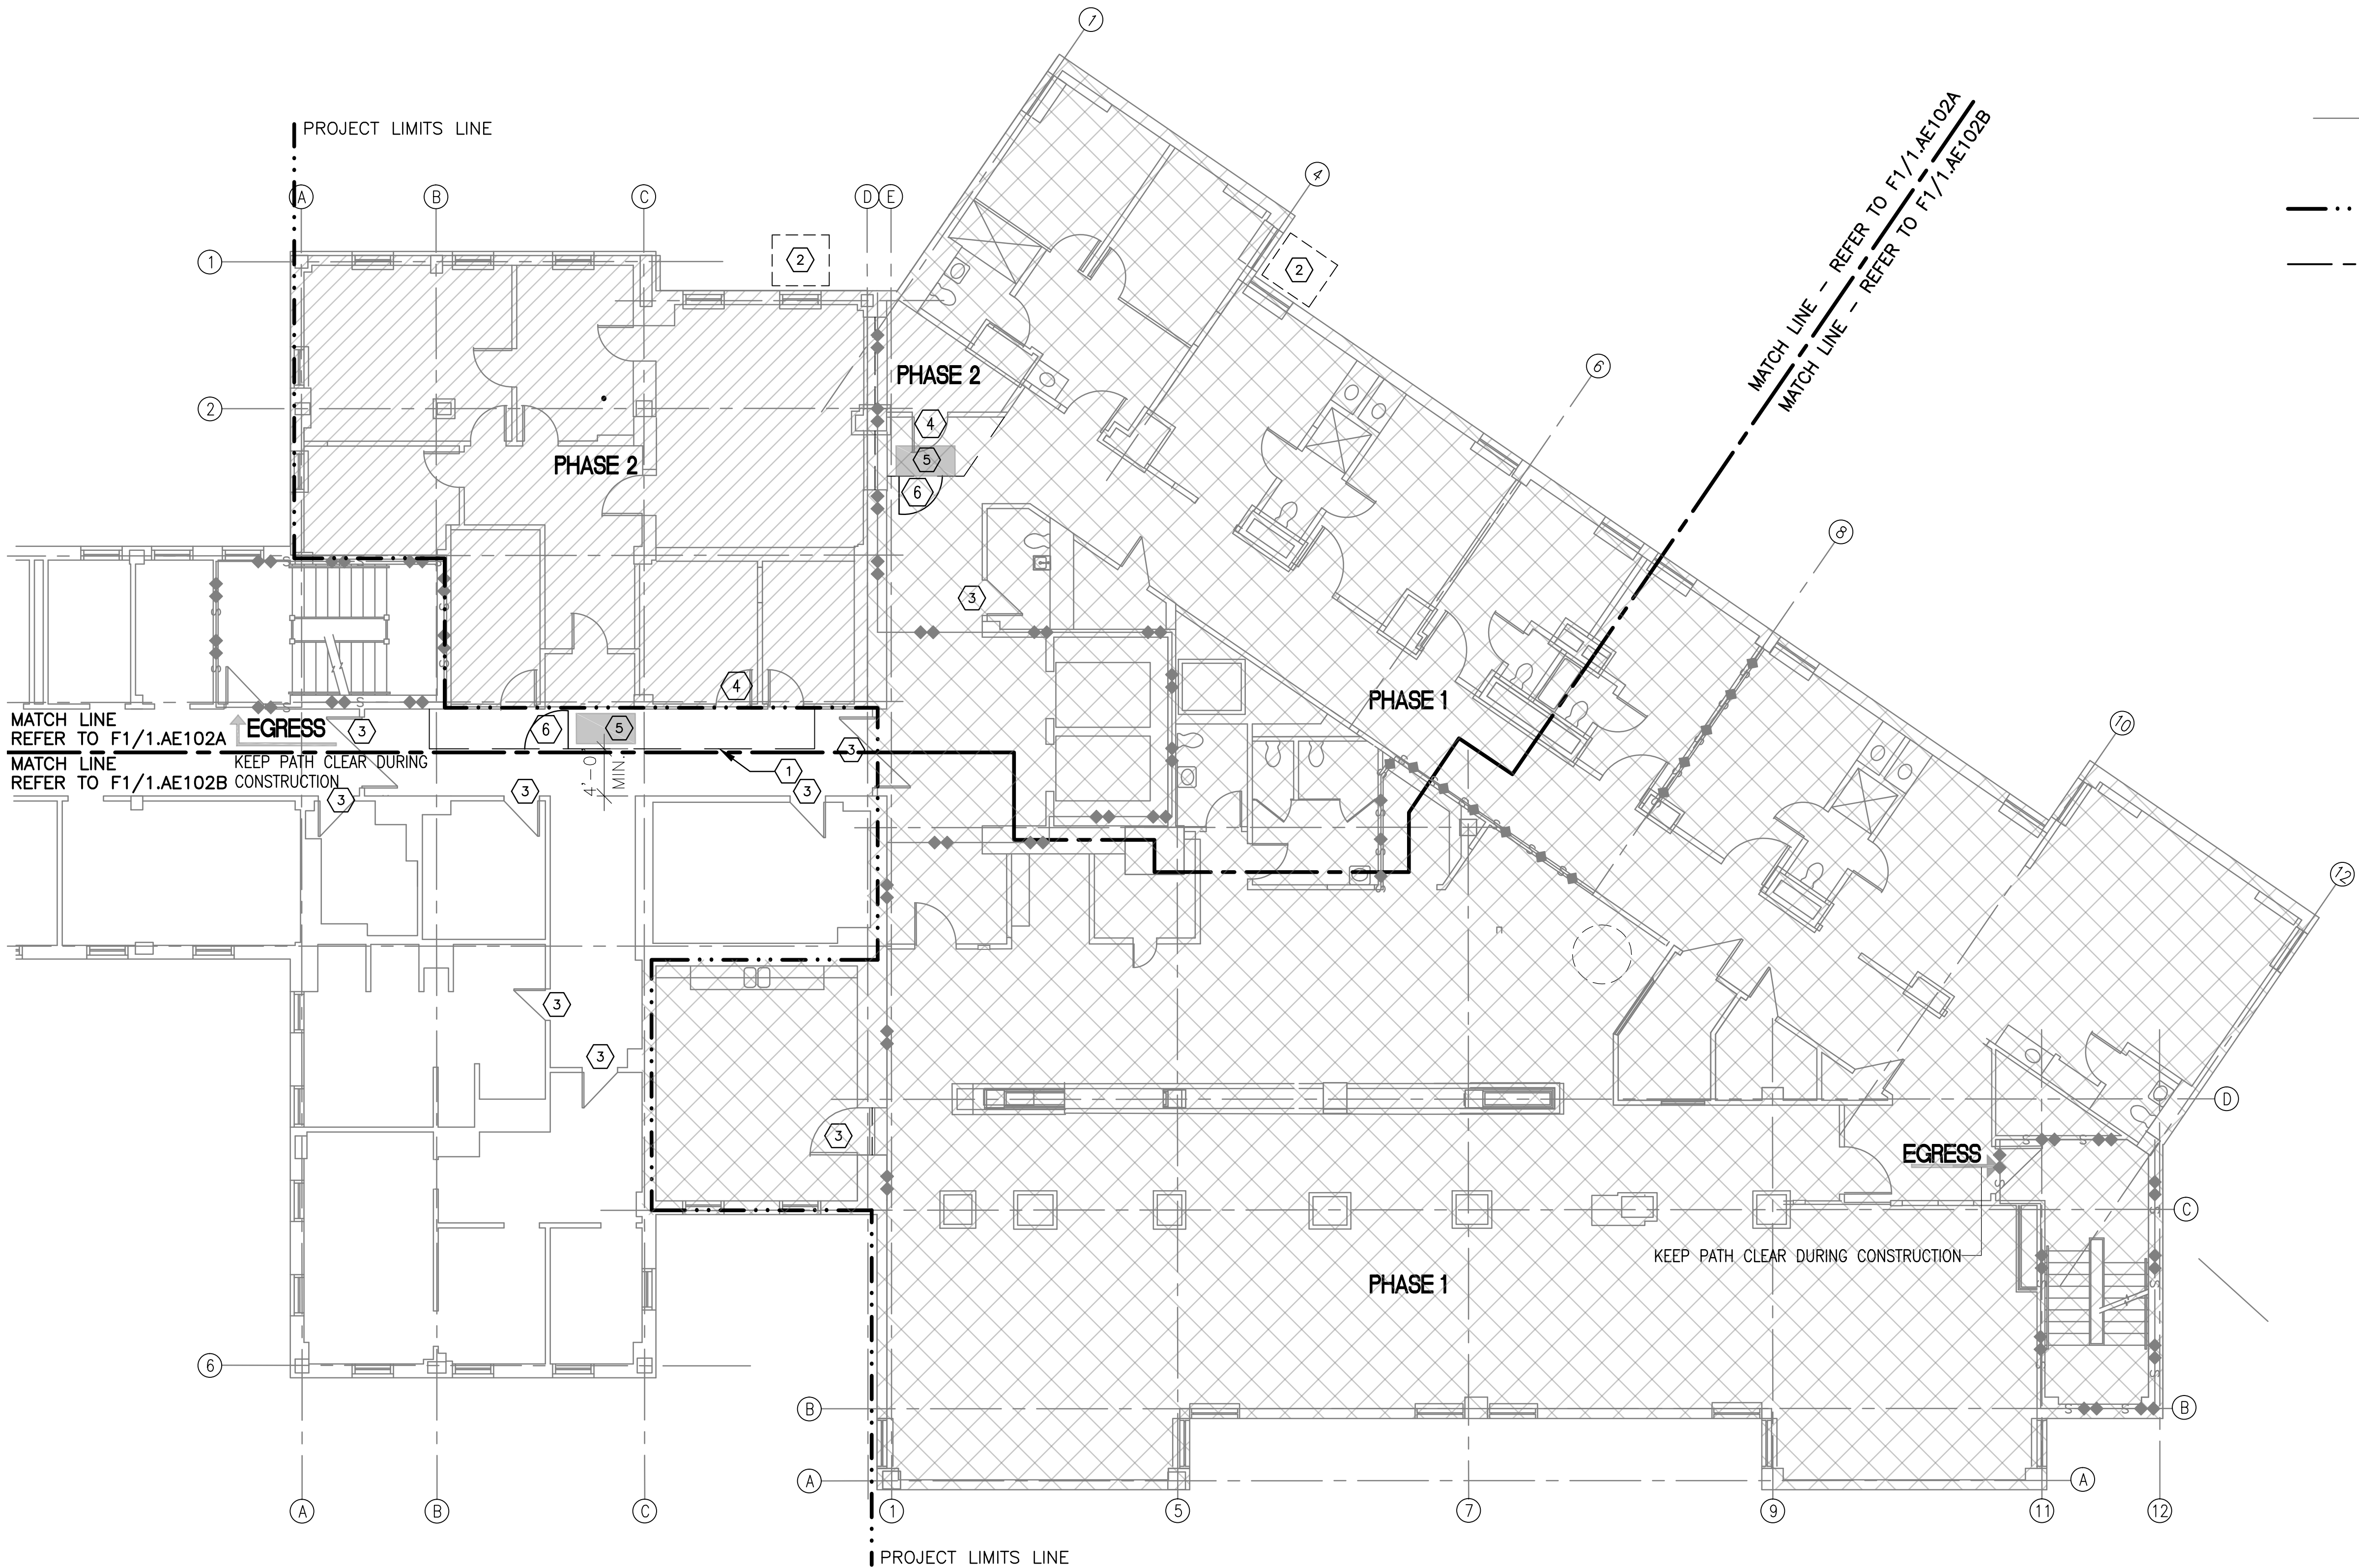 1
PROJECT LIMITS LINE
MATCH LINE - REFER TO F1/1.AE102A
MATCH LINE - REFER TO F1/1.AE102B
4
A
B
C
D
E
1
2
2
6
PHASE 2
2
4
PHASE 2
5
6
8
3
PHASE 1
4
10
MATCH LINE
REFER TO F1/1.AE102A
EGRESS
3
6
5
3
MATCH LINE
REFER TO F1/1.AE102B
KEEP PATH CLEAR DURING
CONSTRUCTION
4'-0"
MIN.
1
3
3
3
12
3
3
D
3
EGRESS
C
KEEP PATH CLEAR DURING CONSTRUCTION
PHASE 1
6
B
B
A
A
A
B
C
1
5
7
9
11
12
PROJECT LIMITS LINE